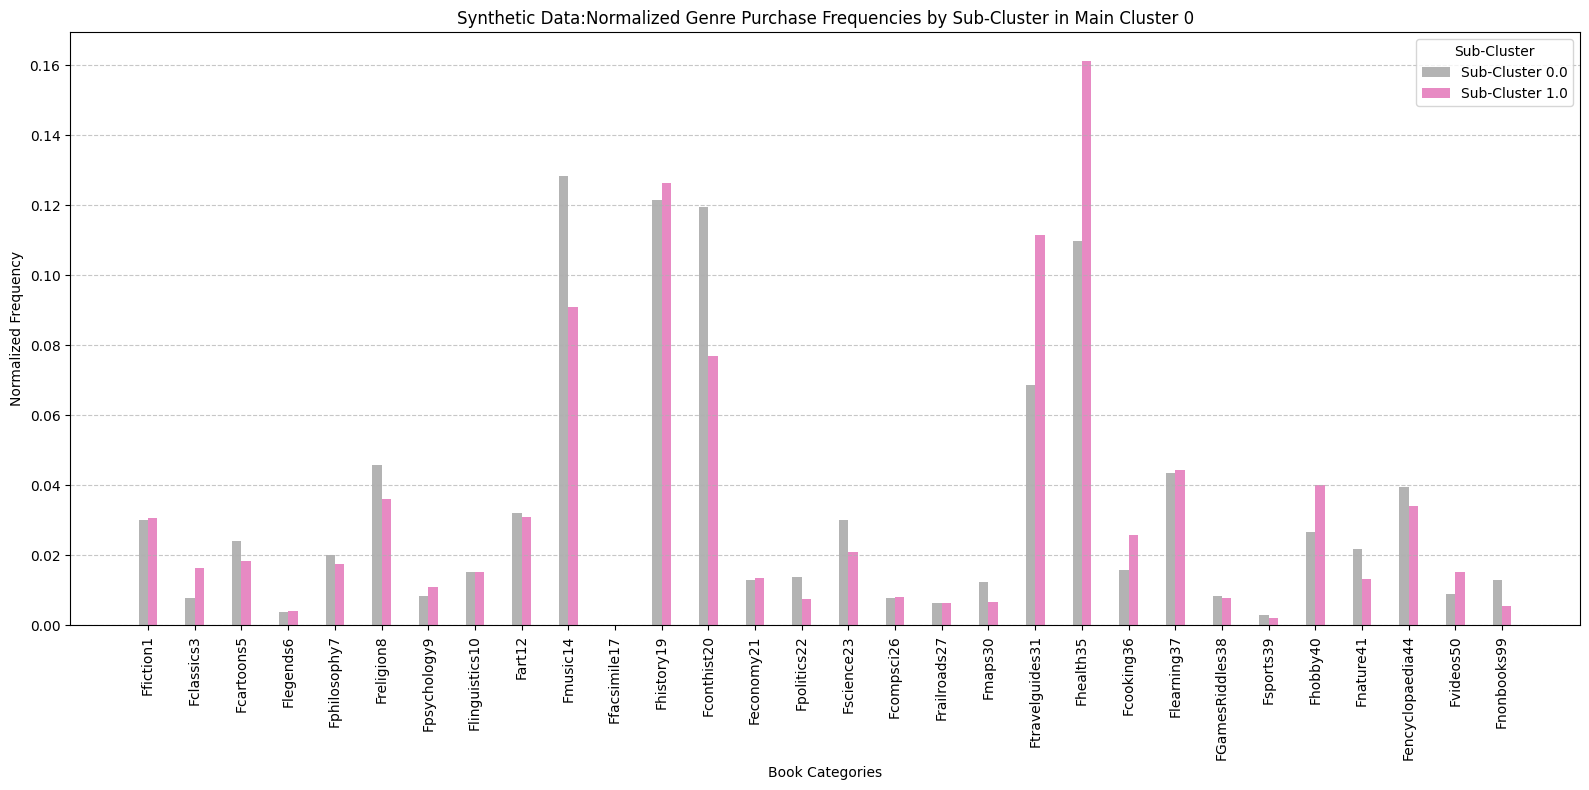 Synthetic Data:Normalized Genre Purchase Frequencies by Sub-Cluster in Main Cluster 0
Sub-Cluster
Sub-Cluster 0.0
Sub-Cluster 1.0
Normalized Frequency
0.16
0.14
0.12
0.10
0.08
0.06
0.04
0.02
0.00
Ffiction1
Fclassics3
Fcartoons5
Flegends6
Fphilosophy7
Freligion8
Fpsychology9
Flinguistics10
Fart12
Fmusic14
Ffacsimile17
Fhistory19
Fconthist20
Feconomy21
Fpolitics22
Fscience23
Fcompsci26
Frailroads27
Fmaps30
Ftravelguides31
Fhealth35
Fcooking36
Flearning37
FGamesRiddles38
Fsports39
Fhobby40
Fnature41
Fencyclopaedia44
Fvideos50
Fnonbooks99
Book Categories